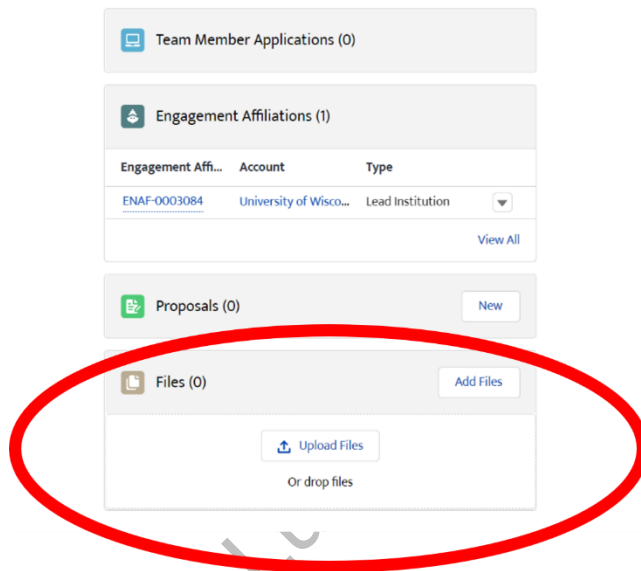 Team Member Applications (0)
Engagement Affiliations (1)
Engagement Affi... Account Type
ENAF-0003084 University of Wisco... Lead Institution
View All
Proposals (0) New
Files (0) Add Files
Upload Files
Or drop files